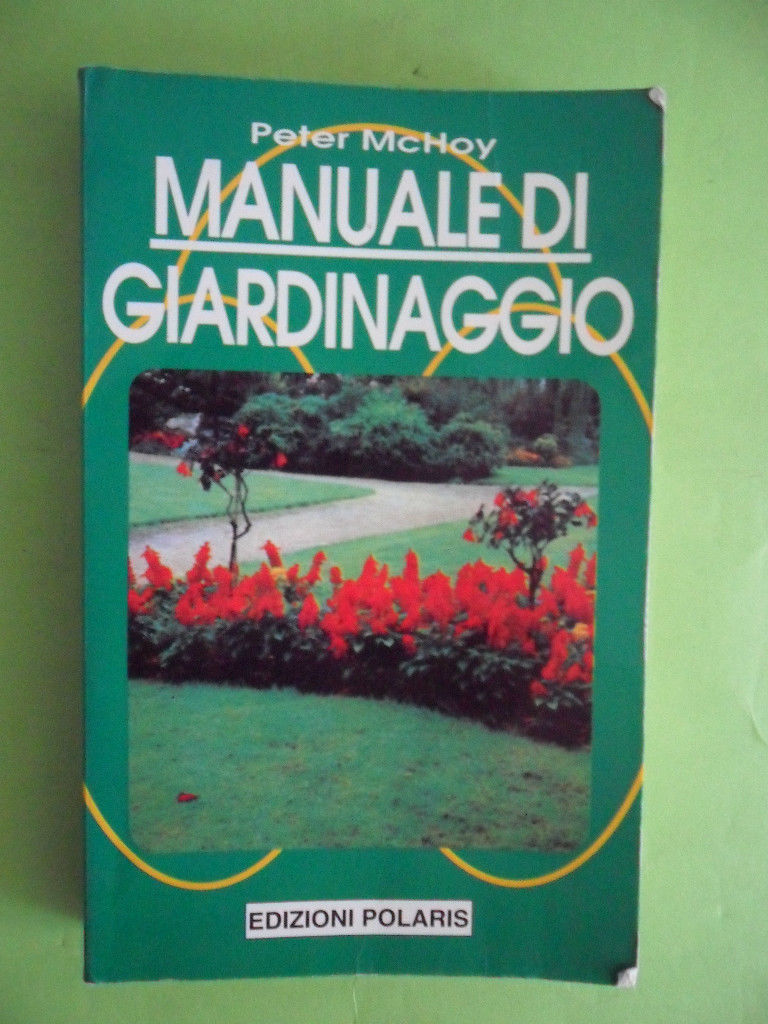 Peter McHoy
MANUALE DI
GIARDINAGGIO
EDIZIONI POLARIS